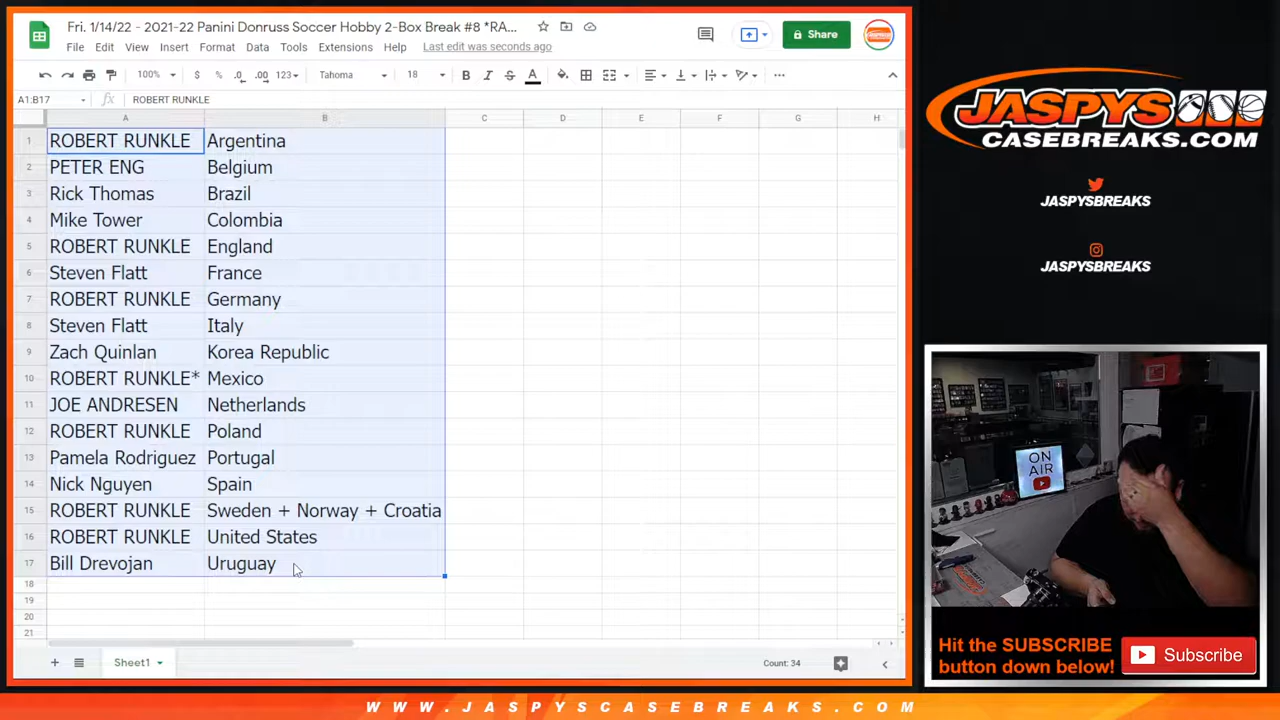 Fri. 1/14/22 - 2021-22 Panini Donruss Soccer Hobby 2-Box Break #8 *RA...
File Edit View Insert Format Data Tools Extensions Help Last edit was seconds ago
Share
100% $ % .0 .00 123 Tahoma 18 B I S A
A1:B17 fx ROBERT RUNKLE
A B C D E F G H
1 ROBERT RUNKLE Argentina
2 PETER ENG Belgium
3 Rick Thomas Brazil
4 Mike Tower Colombia
5 ROBERT RUNKLE England
6 Steven Flatt France
7 ROBERT RUNKLE Germany
8 Steven Flatt Italy
9 Zach Quinlan Korea Republic
10 ROBERT RUNKLE* Mexico
11 JOE ANDRESEN Netherlands
12 ROBERT RUNKLE Poland
13 Pamela Rodriguez Portugal
14 Nick Nguyen Spain
15 ROBERT RUNKLE Sweden + Norway + Croatia
16 ROBERT RUNKLE United States
17 Bill Drevojan Uruguay
18
19
20
21
Sheet1
Count: 34
JASPYS
CASEBREAKS.COM
JASPYSBREAKS
JASPYSBREAKS
ON
AIR
Hit the SUBSCRIBE
button down below!
Subscribe
WWW.JASPYSCASEBREAKS.COM